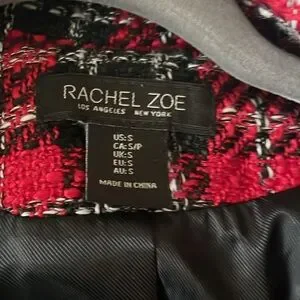 RACHEL ZOE
LOS ANGELES NEW YORK
US:S
CA:S/P
UK:S
EU:S
AU:S
MADE IN CHINA